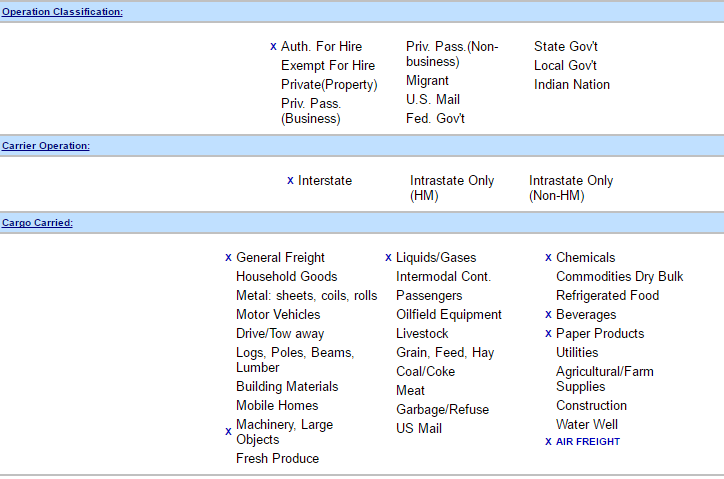 Operation Classification:
X Auth. For Hire
Exempt For Hire
Private(Property)
Priv. Pass.
(Business)
Priv. Pass.(Non-
business)
Migrant
U.S. Mail
Fed. Gov't
State Gov't
Local Gov't
Indian Nation
Carrier Operation:
X Interstate
Intrastate Only
(HM)
Intrastate Only
(Non-HM)
Cargo Carried:
X General Freight
Household Goods
Metal: sheets, coils, rolls
Motor Vehicles
Drive/Tow away
Logs, Poles, Beams,
Lumber
Building Materials
Mobile Homes
X Machinery, Large
Objects
Fresh Produce
X Liquids/Gases
Intermodal Cont.
Passengers
Oilfield Equipment
Livestock
Grain, Feed, Hay
Coal/Coke
Meat
Garbage/Refuse
US Mail
X Chemicals
Commodities Dry Bulk
Refrigerated Food
X Beverages
X Paper Products
Utilities
Agricultural/Farm
Supplies
Construction
Water Well
X AIR FREIGHT